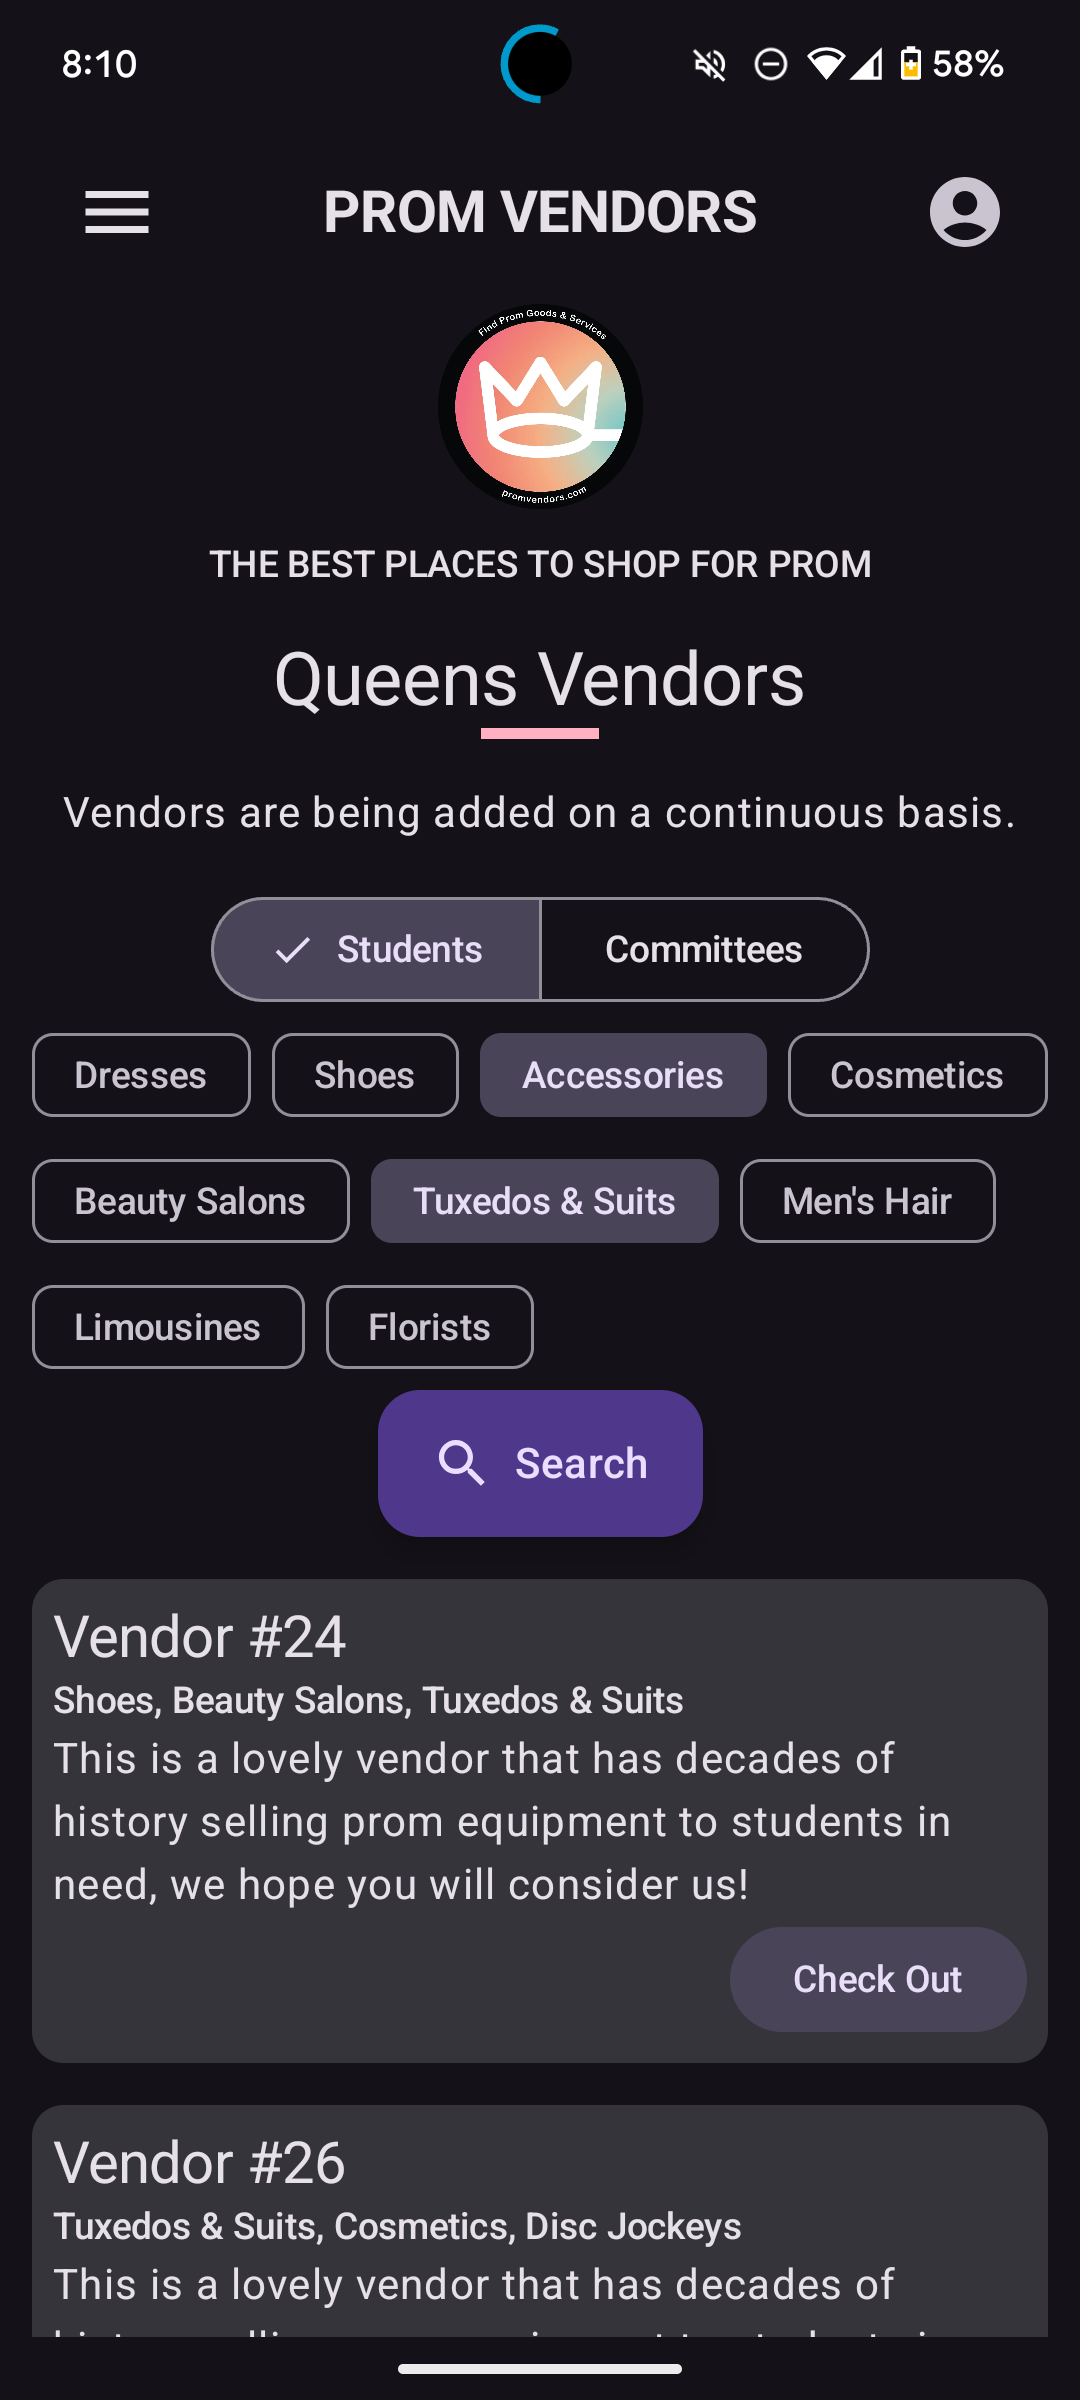 8:10
58%
PROM VENDORS
Find Prom Goods & Services
promvendors.com
THE BEST PLACES TO SHOP FOR PROM
Queens Vendors
Vendors are being added on a continuous basis.
Students
Committees
Dresses
Shoes
Accessories
Cosmetics
Beauty Salons
Tuxedos & Suits
Men's Hair
Limousines
Florists
Search
Vendor #24
Shoes, Beauty Salons, Tuxedos & Suits
This is a lovely vendor that has decades of
history selling prom equipment to students in
need, we hope you will consider us!
Check Out
Vendor #26
Tuxedos & Suits, Cosmetics, Disc Jockeys
This is a lovely vendor that has decades of